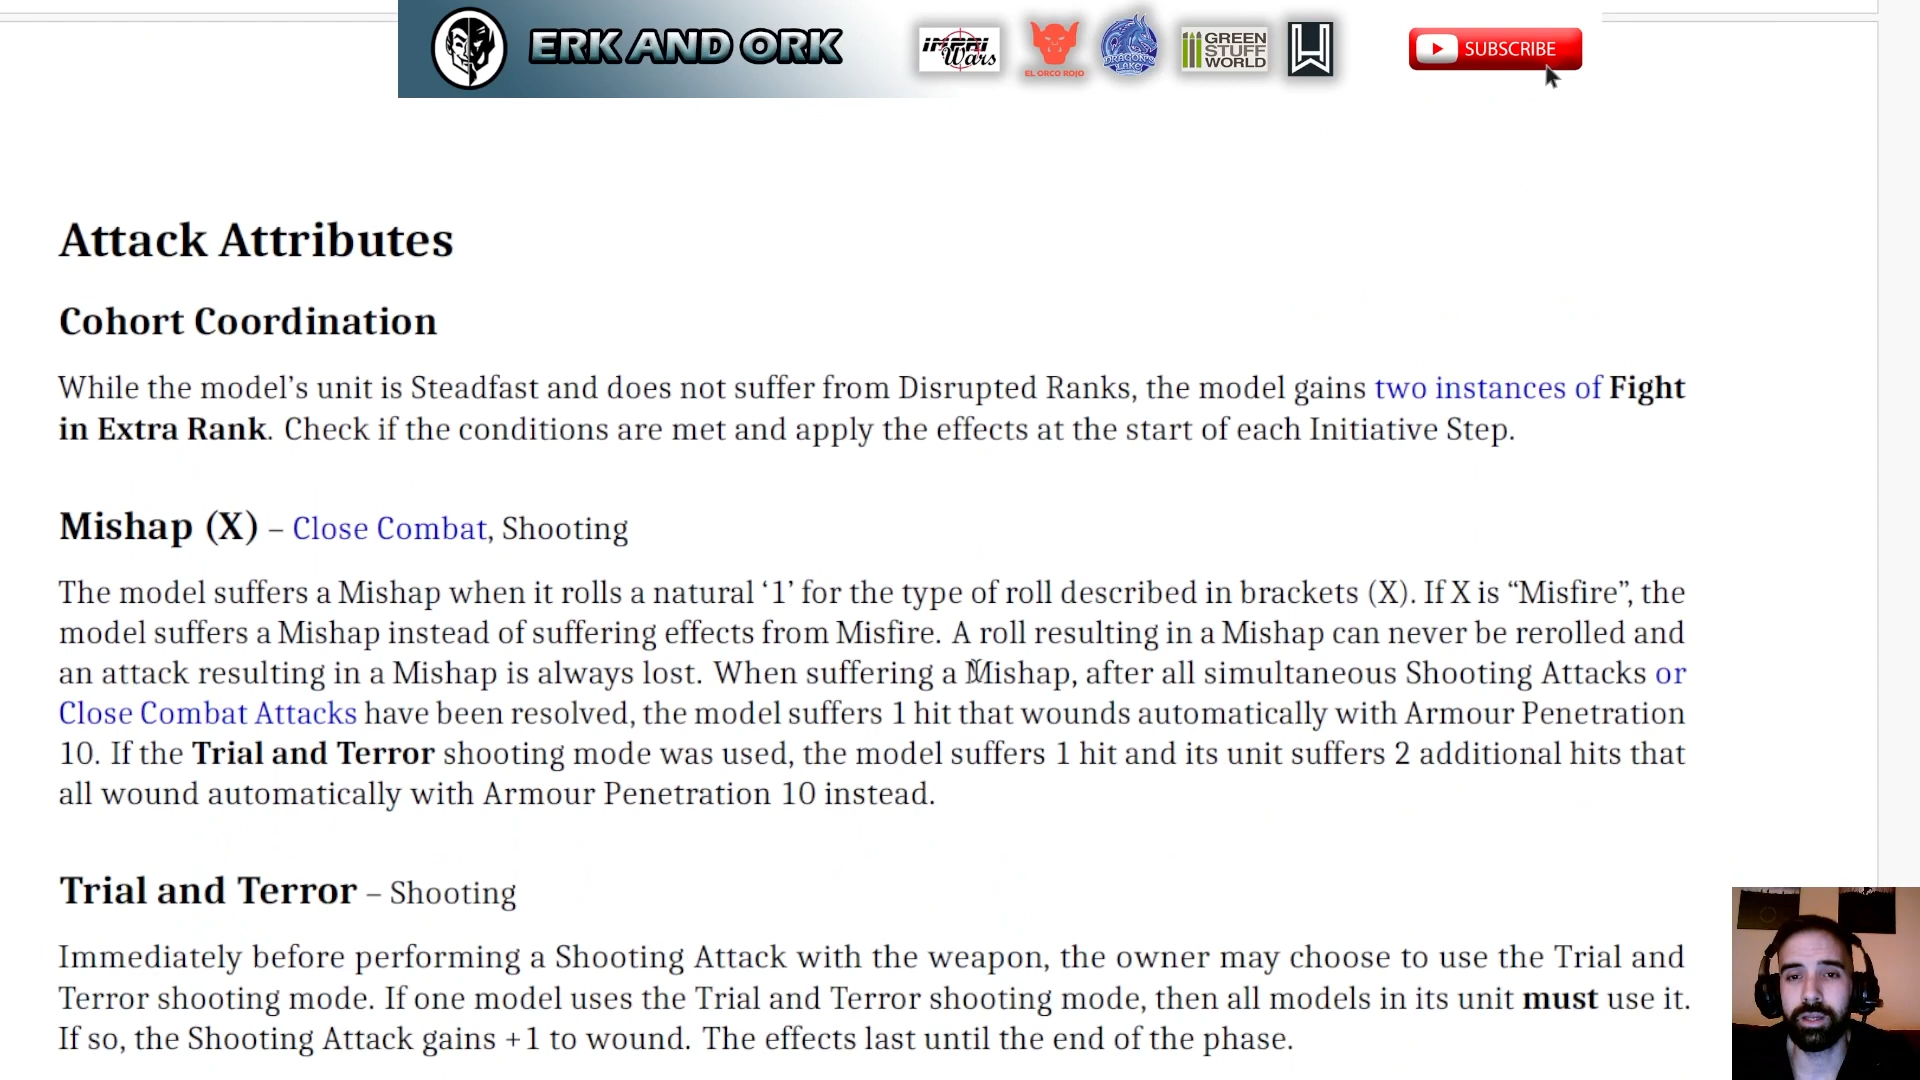 ERK AND ORK
IMPRI Wars
EL ORCO ROJO
DRAGON'S LAKE
GREEN STUFF WORLD
SUBSCRIBE
Attack Attributes
Cohort Coordination
While the model’s unit is Steadfast and does not suffer from Disrupted Ranks, the model gains two instances of Fight
in Extra Rank. Check if the conditions are met and apply the effects at the start of each Initiative Step.
Mishap (X) – Close Combat, Shooting
The model suffers a Mishap when it rolls a natural ‘1’ for the type of roll described in brackets (X). If X is “Misfire”, the
model suffers a Mishap instead of suffering effects from Misfire. A roll resulting in a Mishap can never be rerolled and
an attack resulting in a Mishap is always lost. When suffering a Mishap, after all simultaneous Shooting Attacks or
Close Combat Attacks have been resolved, the model suffers 1 hit that wounds automatically with Armour Penetration
10. If the Trial and Terror shooting mode was used, the model suffers 1 hit and its unit suffers 2 additional hits that
all wound automatically with Armour Penetration 10 instead.
Trial and Terror – Shooting
Immediately before performing a Shooting Attack with the weapon, the owner may choose to use the Trial and
Terror shooting mode. If one model uses the Trial and Terror shooting mode, then all models in its unit must use it.
If so, the Shooting Attack gains +1 to wound. The effects last until the end of the phase.